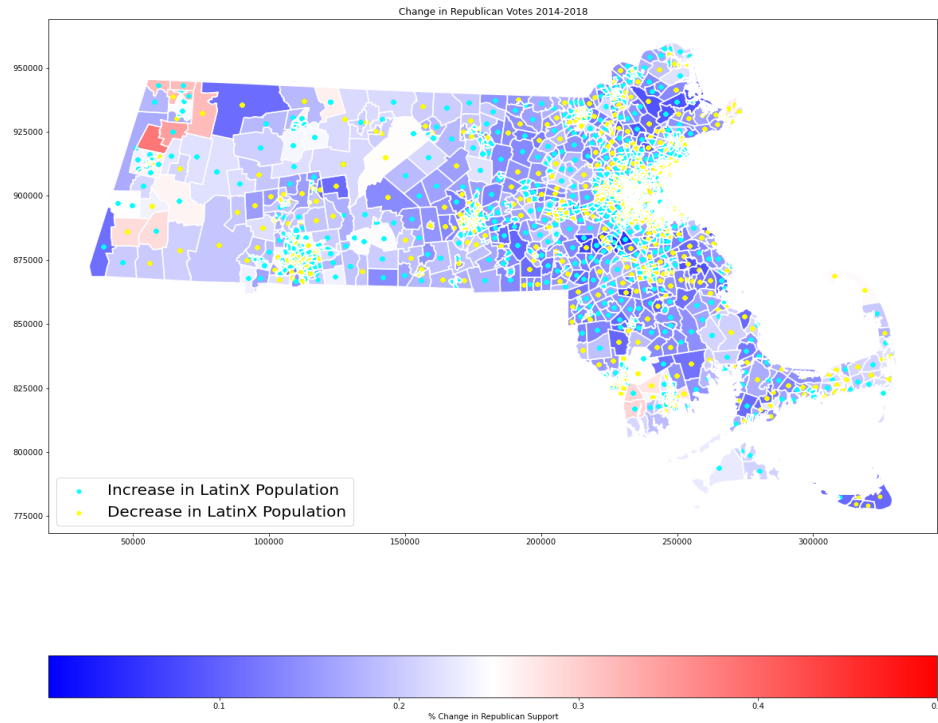 Change in Republican Votes 2014-2018
950000
925000
900000
875000
850000
825000
800000
775000
Increase in LatinX Population
Decrease in LatinX Population
50000 100000 150000 200000 250000 300000
0.1 0.2 0.3 0.4 0.
% Change in Republican Support